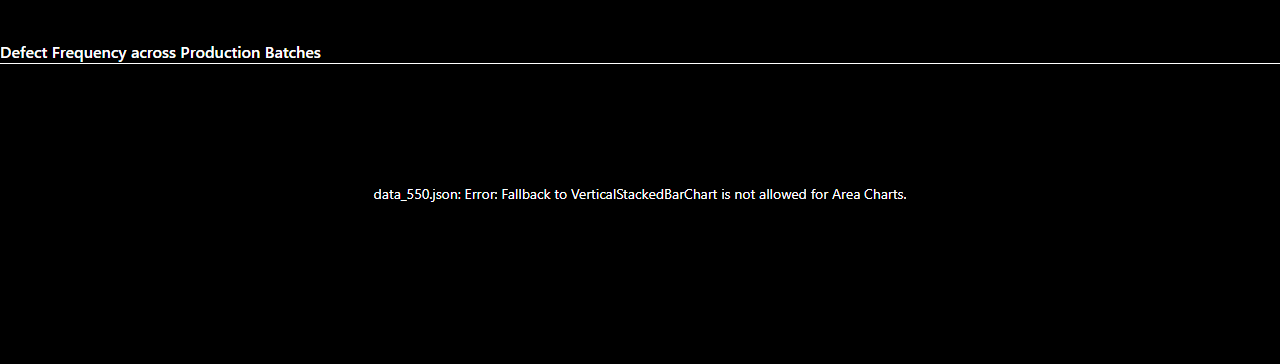 Defect Frequency across Production Batches
data_550.json: Error: Fallback to VerticalStackedBarChart is not allowed for Area Charts.